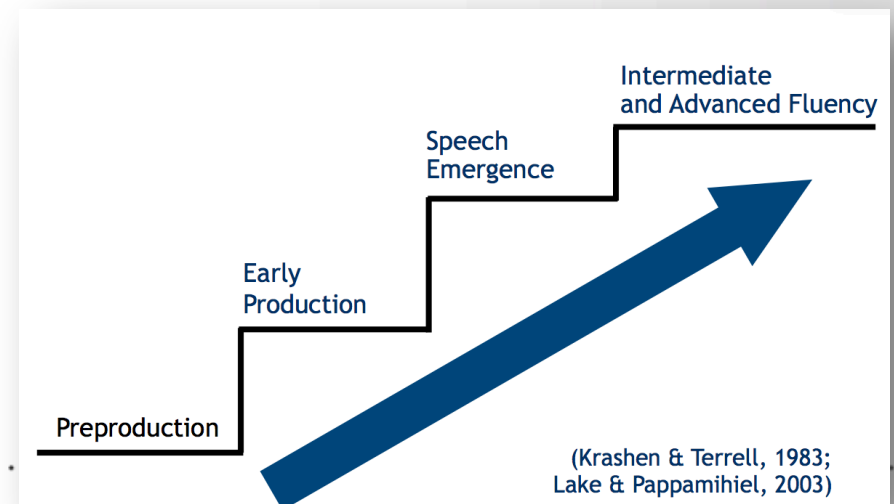 Intermediate
and Advanced Fluency
Speech
Emergence
Early
Production
Preproduction
(Krashen & Terrell, 1983;
Lake & Pappamihiel, 2003)